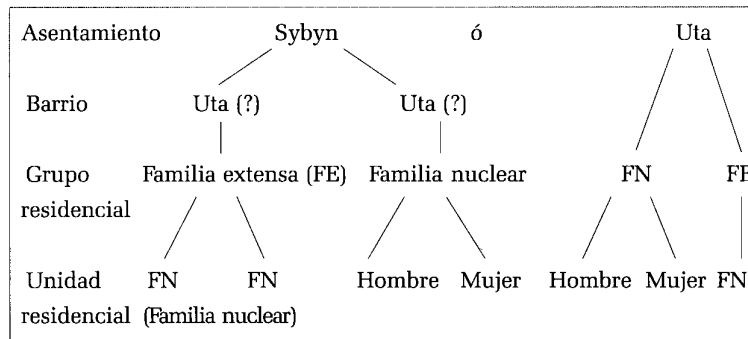 Asentamiento Sybyn ó Uta
Barrio Uta (?) Uta (?)
Grupo Familia extensa (FE) Familia nuclear FN FE
residencial
Unidad FN FN Hombre Mujer Hombre Mujer FN
residencial (Familia nuclear)